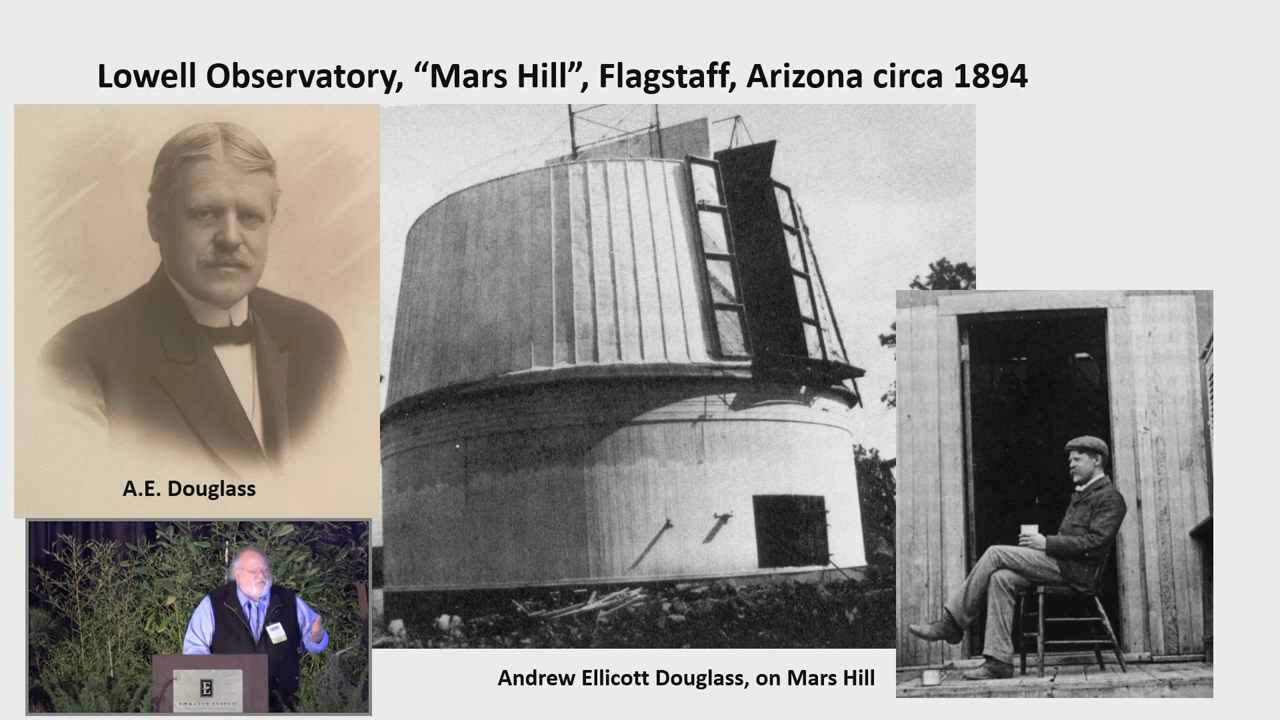 Lowell Observatory, “Mars Hill”, Flagstaff, Arizona circa 1894
A.E. Douglass
E
Andrew Ellicott Douglass, on Mars Hill